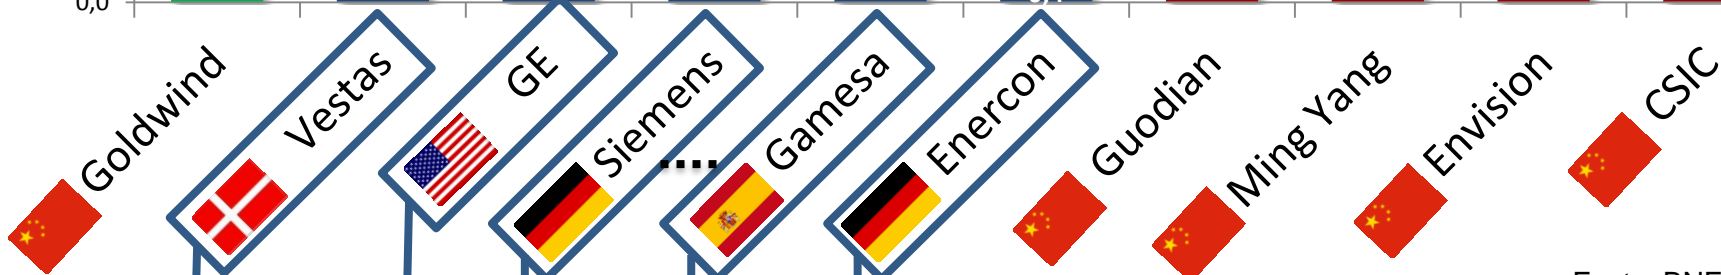 0,0
Goldwind
Vestas
GE
Siemens
....
Gamesa
Enercon
Guodian
Ming Yang
Envision
CSIC